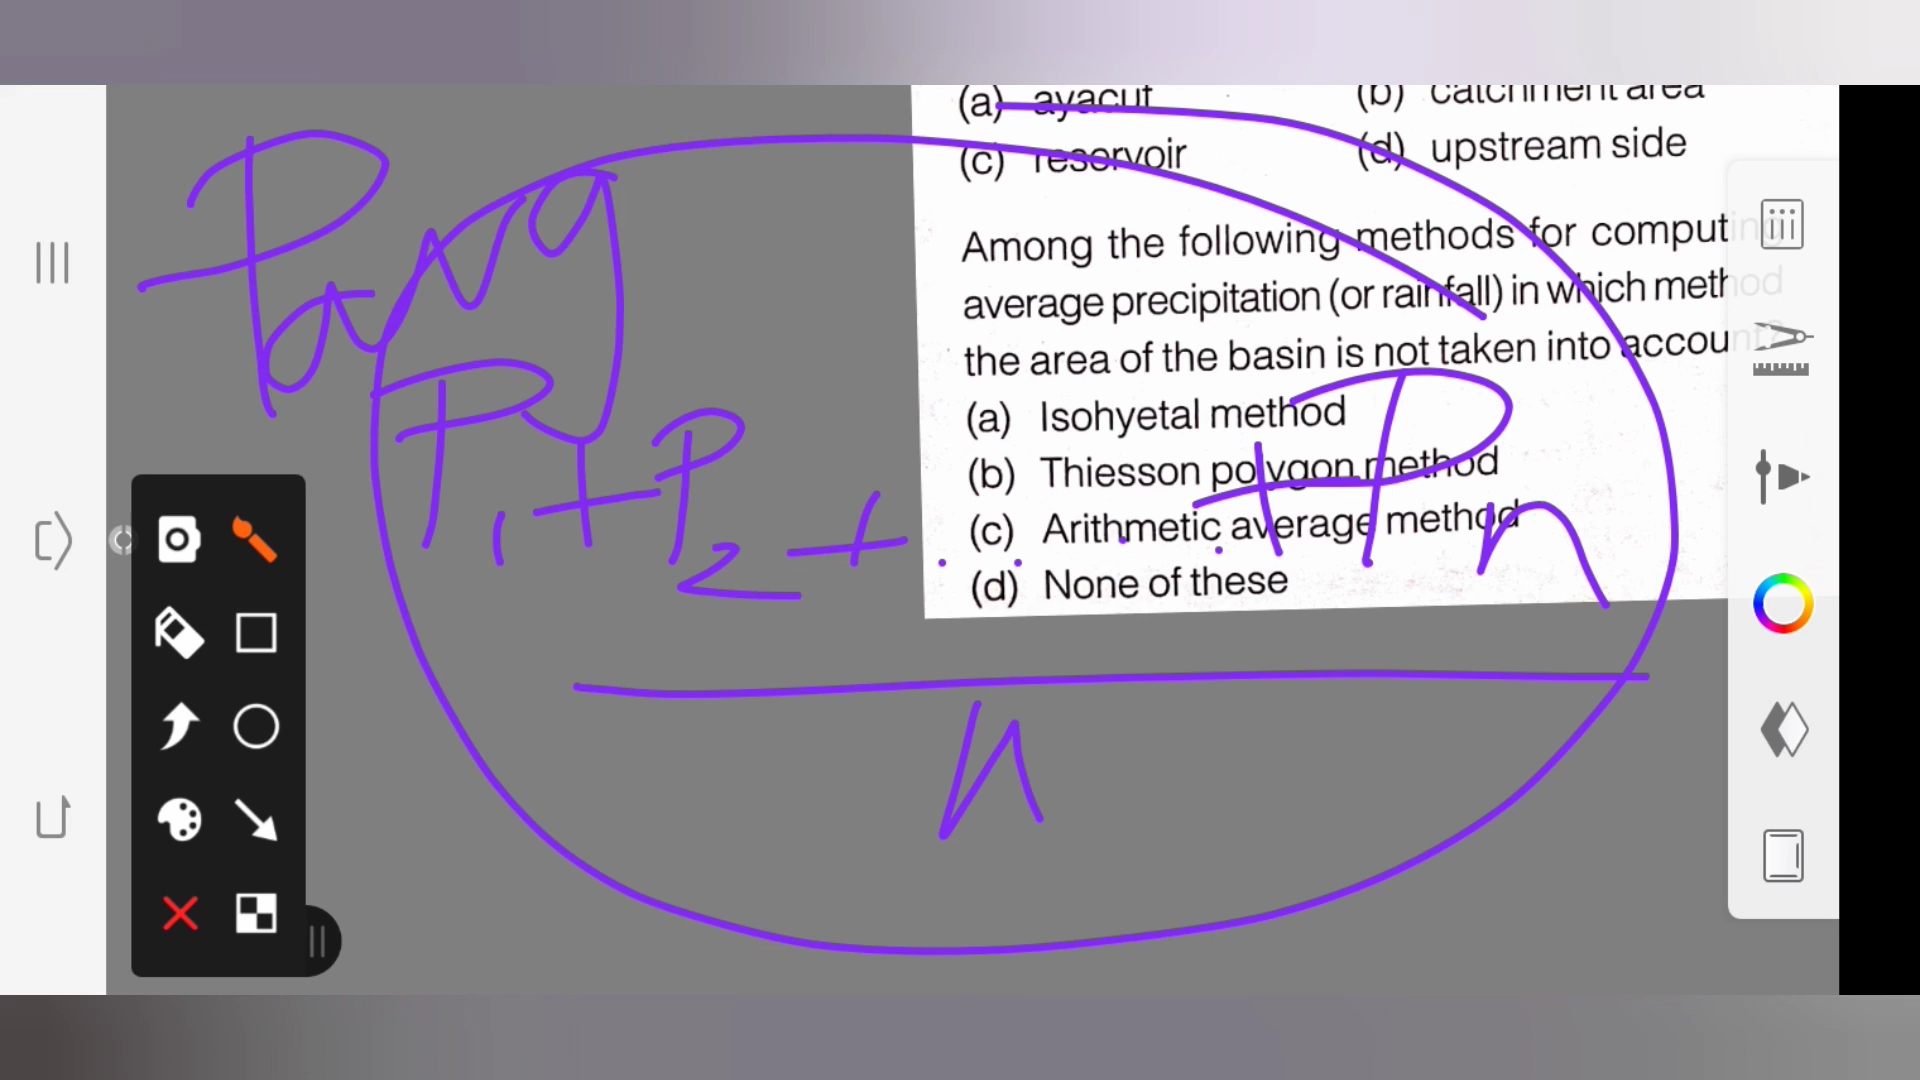 (a) ayacut (b) catchment area
(c) reservoir (d) upstream side
Among the following methods for computing
average precipitation (or rainfall) in which method
the area of the basin is not taken into account?
(a) Isohyetal method
(b) Thiesson polygon method
(c) Arithmetic average method
(d) None of these
Pavg
P1 + P2 + .... + Pn
n